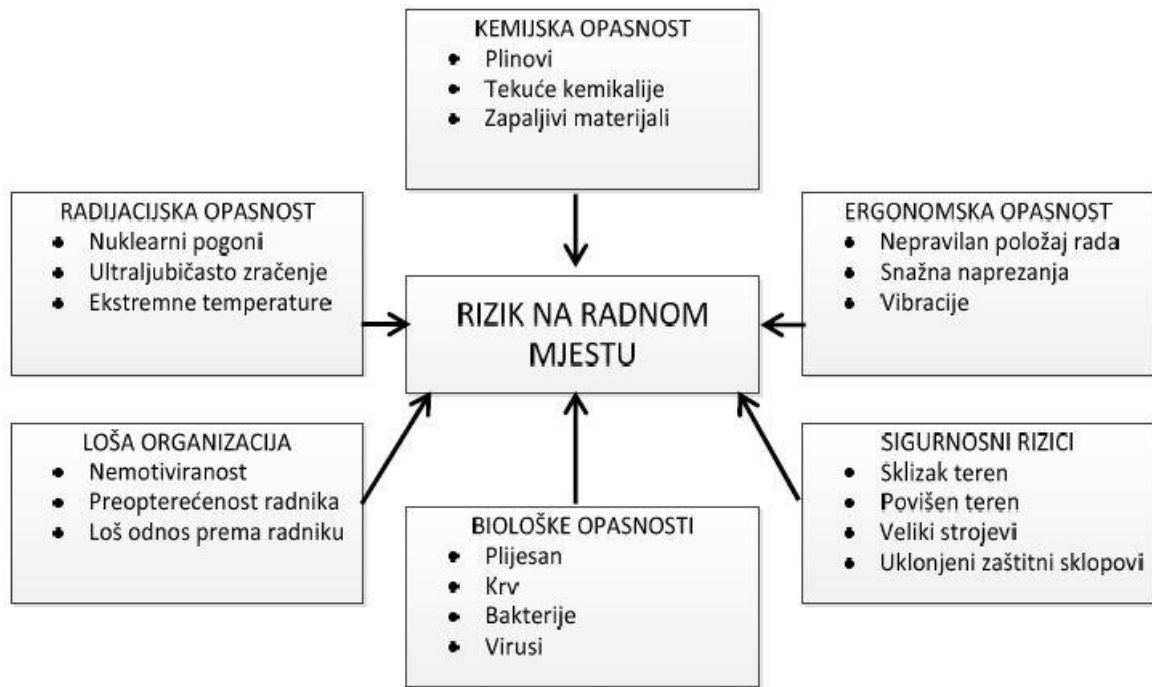 KEMIJSKA OPASNOST
Plinovi
Tekuće kemikalije
Zapaljivi materijali
RADIJACIJSKA OPASNOST
Nuklearni pogoni
Ultraljubičasto zračenje
Ekstremne temperature
ERGONOMSKA OPASNOST
Nepravilan položaj rada
Snažna naprezanja
Vibracije
RIZIK NA RADNOM
MJESTU
LOŠA ORGANIZACIJA
Nemotiviranost
Preopterećenost radnika
Loš odnos prema radniku
BIOLOŠKE OPASNOSTI
Plijesan
Krv
Bakterije
Virusi
SIGURNOSNI RIZICI
Sklizak teren
Povišen teren
Veliki strojevi
Uklonjeni zaštitni sklopovi